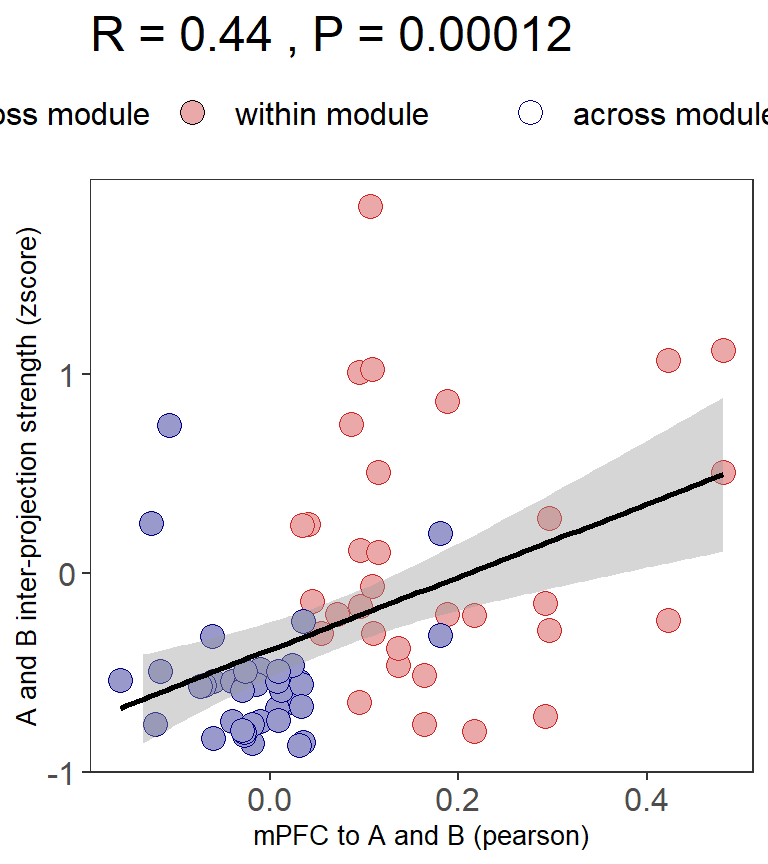 R = 0.44 , P = 0.00012
oss module within module across module
A and B inter-projection strength (zscore)
1
0
-1
0.0 0.2 0.4
mPFC to A and B (pearson)